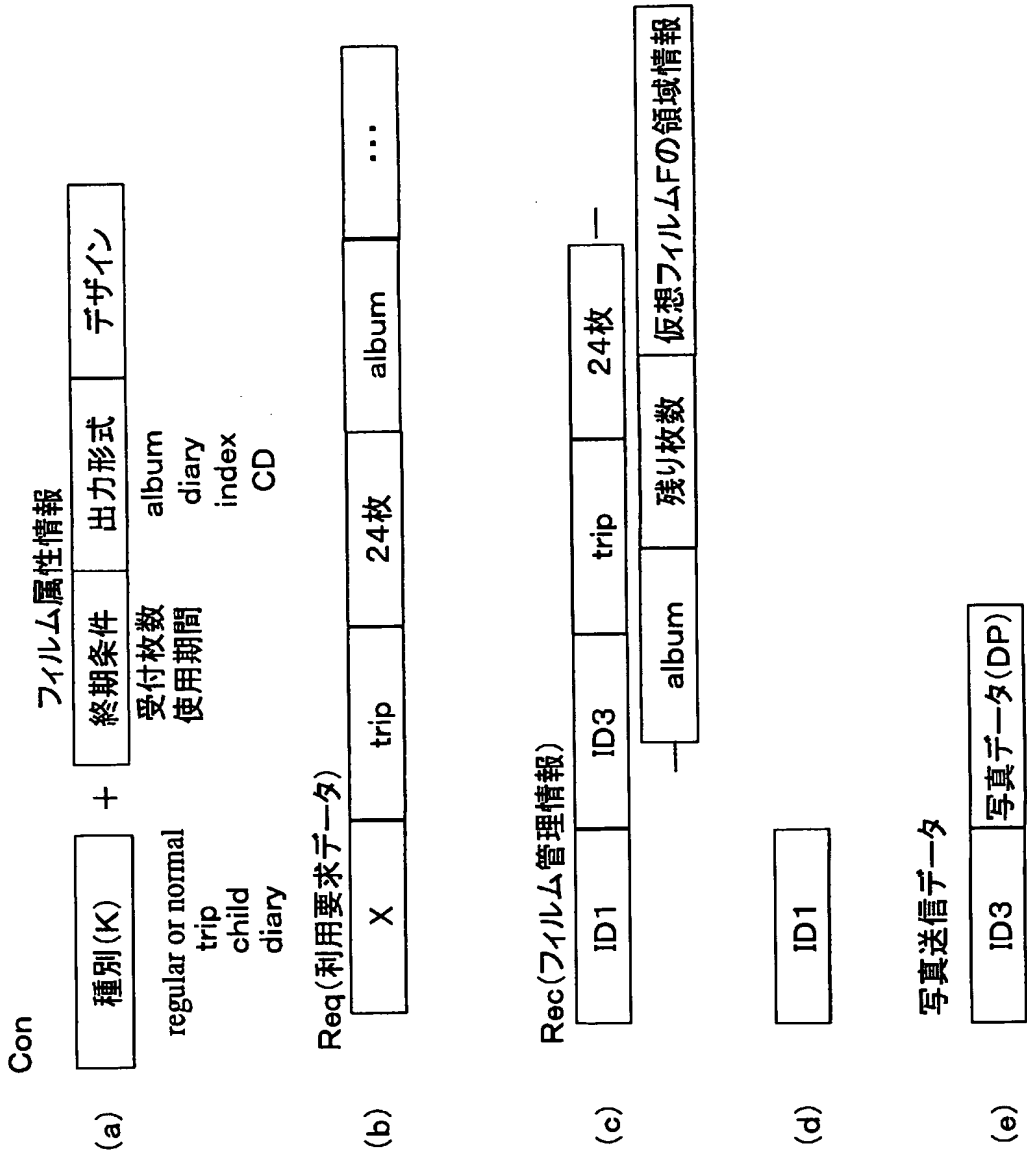 Con
フィルム属性情報
(a)
種別(K)
+
終期条件
出力形式
デザイン
regular or normal
trip
child
diary
受付枚数
使用期間
album
diary
index
CD
Req(利用要求データ)
(b)
X
trip
24枚
album
...
Rec(フィルム管理情報)
(c)
ID1
ID3
trip
24枚
album
残り枚数
仮想フィルムFの領域情報
(d)
ID1
写真送信データ
(e)
ID3
写真データ(DP)